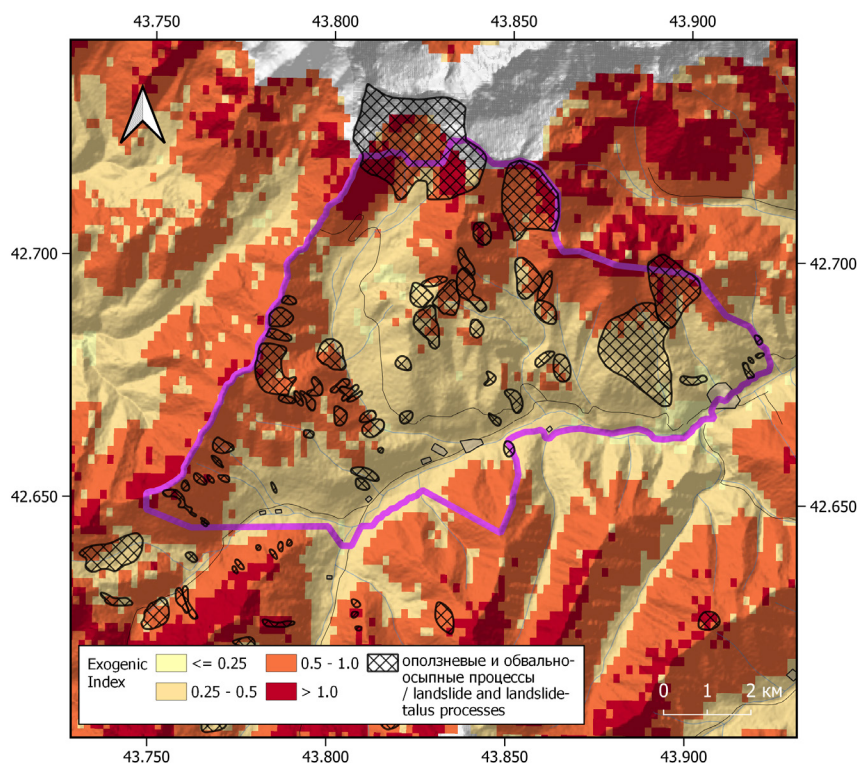 43.750 43.800 43.850 43.900
42.700 42.700
42.650 42.650
Exogenic
Index
<= 0.25
0.25 - 0.5
0.5 - 1.0
> 1.0
оползневые и обвально-
осыпные процессы
/ landslide and landslide-
talus processes
0 1 2 км
43.750 43.800 43.850 43.900